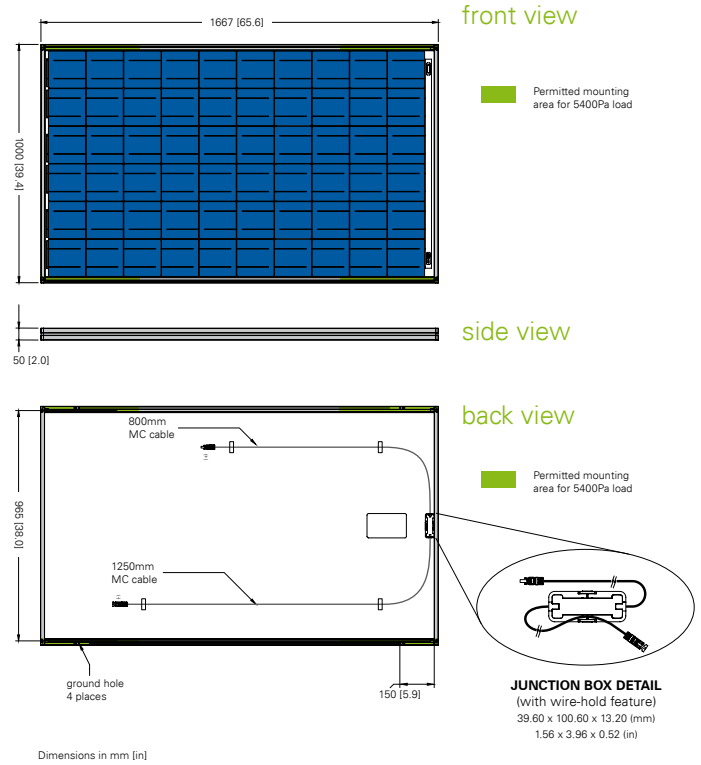 front view
1667 [65.6]
Permitted mounting
area for 5400Pa load
1000 [39.4]
side view
50 [2.0]
back view
800mm
MC cable
Permitted mounting
area for 5400Pa load
965 [38.0]
1250mm
MC cable
ground hole
4 places
150 [5.9]
JUNCTION BOX DETAIL
(with wire-hold feature)
39.60 x 100.60 x 13.20 (mm)
1.56 x 3.96 x 0.52 (in)
Dimensions in mm [in]